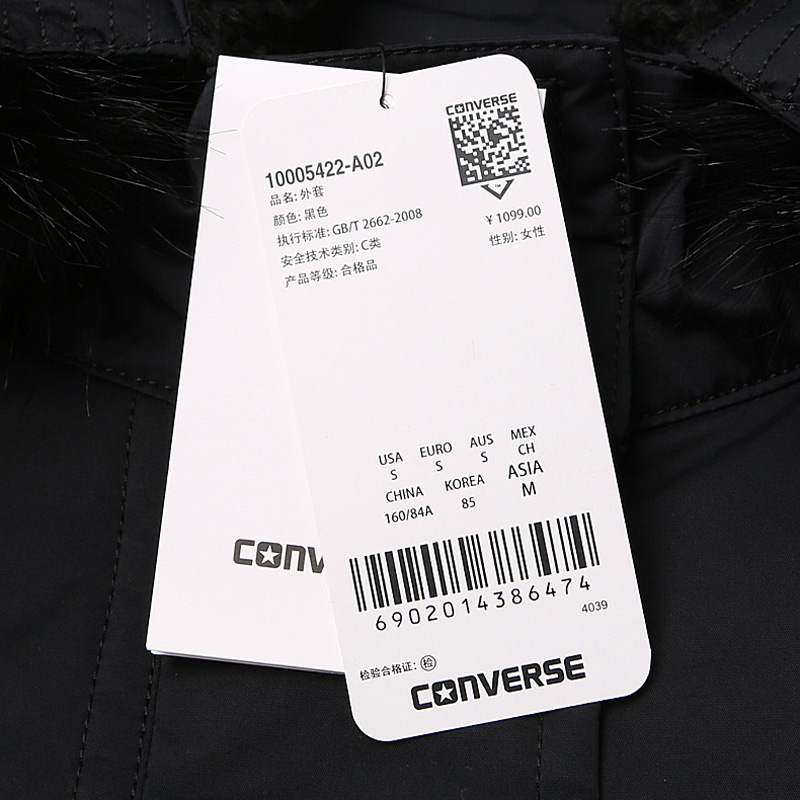 CONVERSE
10005422-A02
品名: 外套
颜色: 黑色
执行标准: GB/T 2662-2008
安全技术类别: C类
产品等级: 合格品
¥ 1099.00
性别: 女性
USA EURO AUS MEX
S S S CH
CHINA KOREA ASIA
160/84A 85 M
6902014386474
4039
检验合格证: 检
CONVERSE
CONV